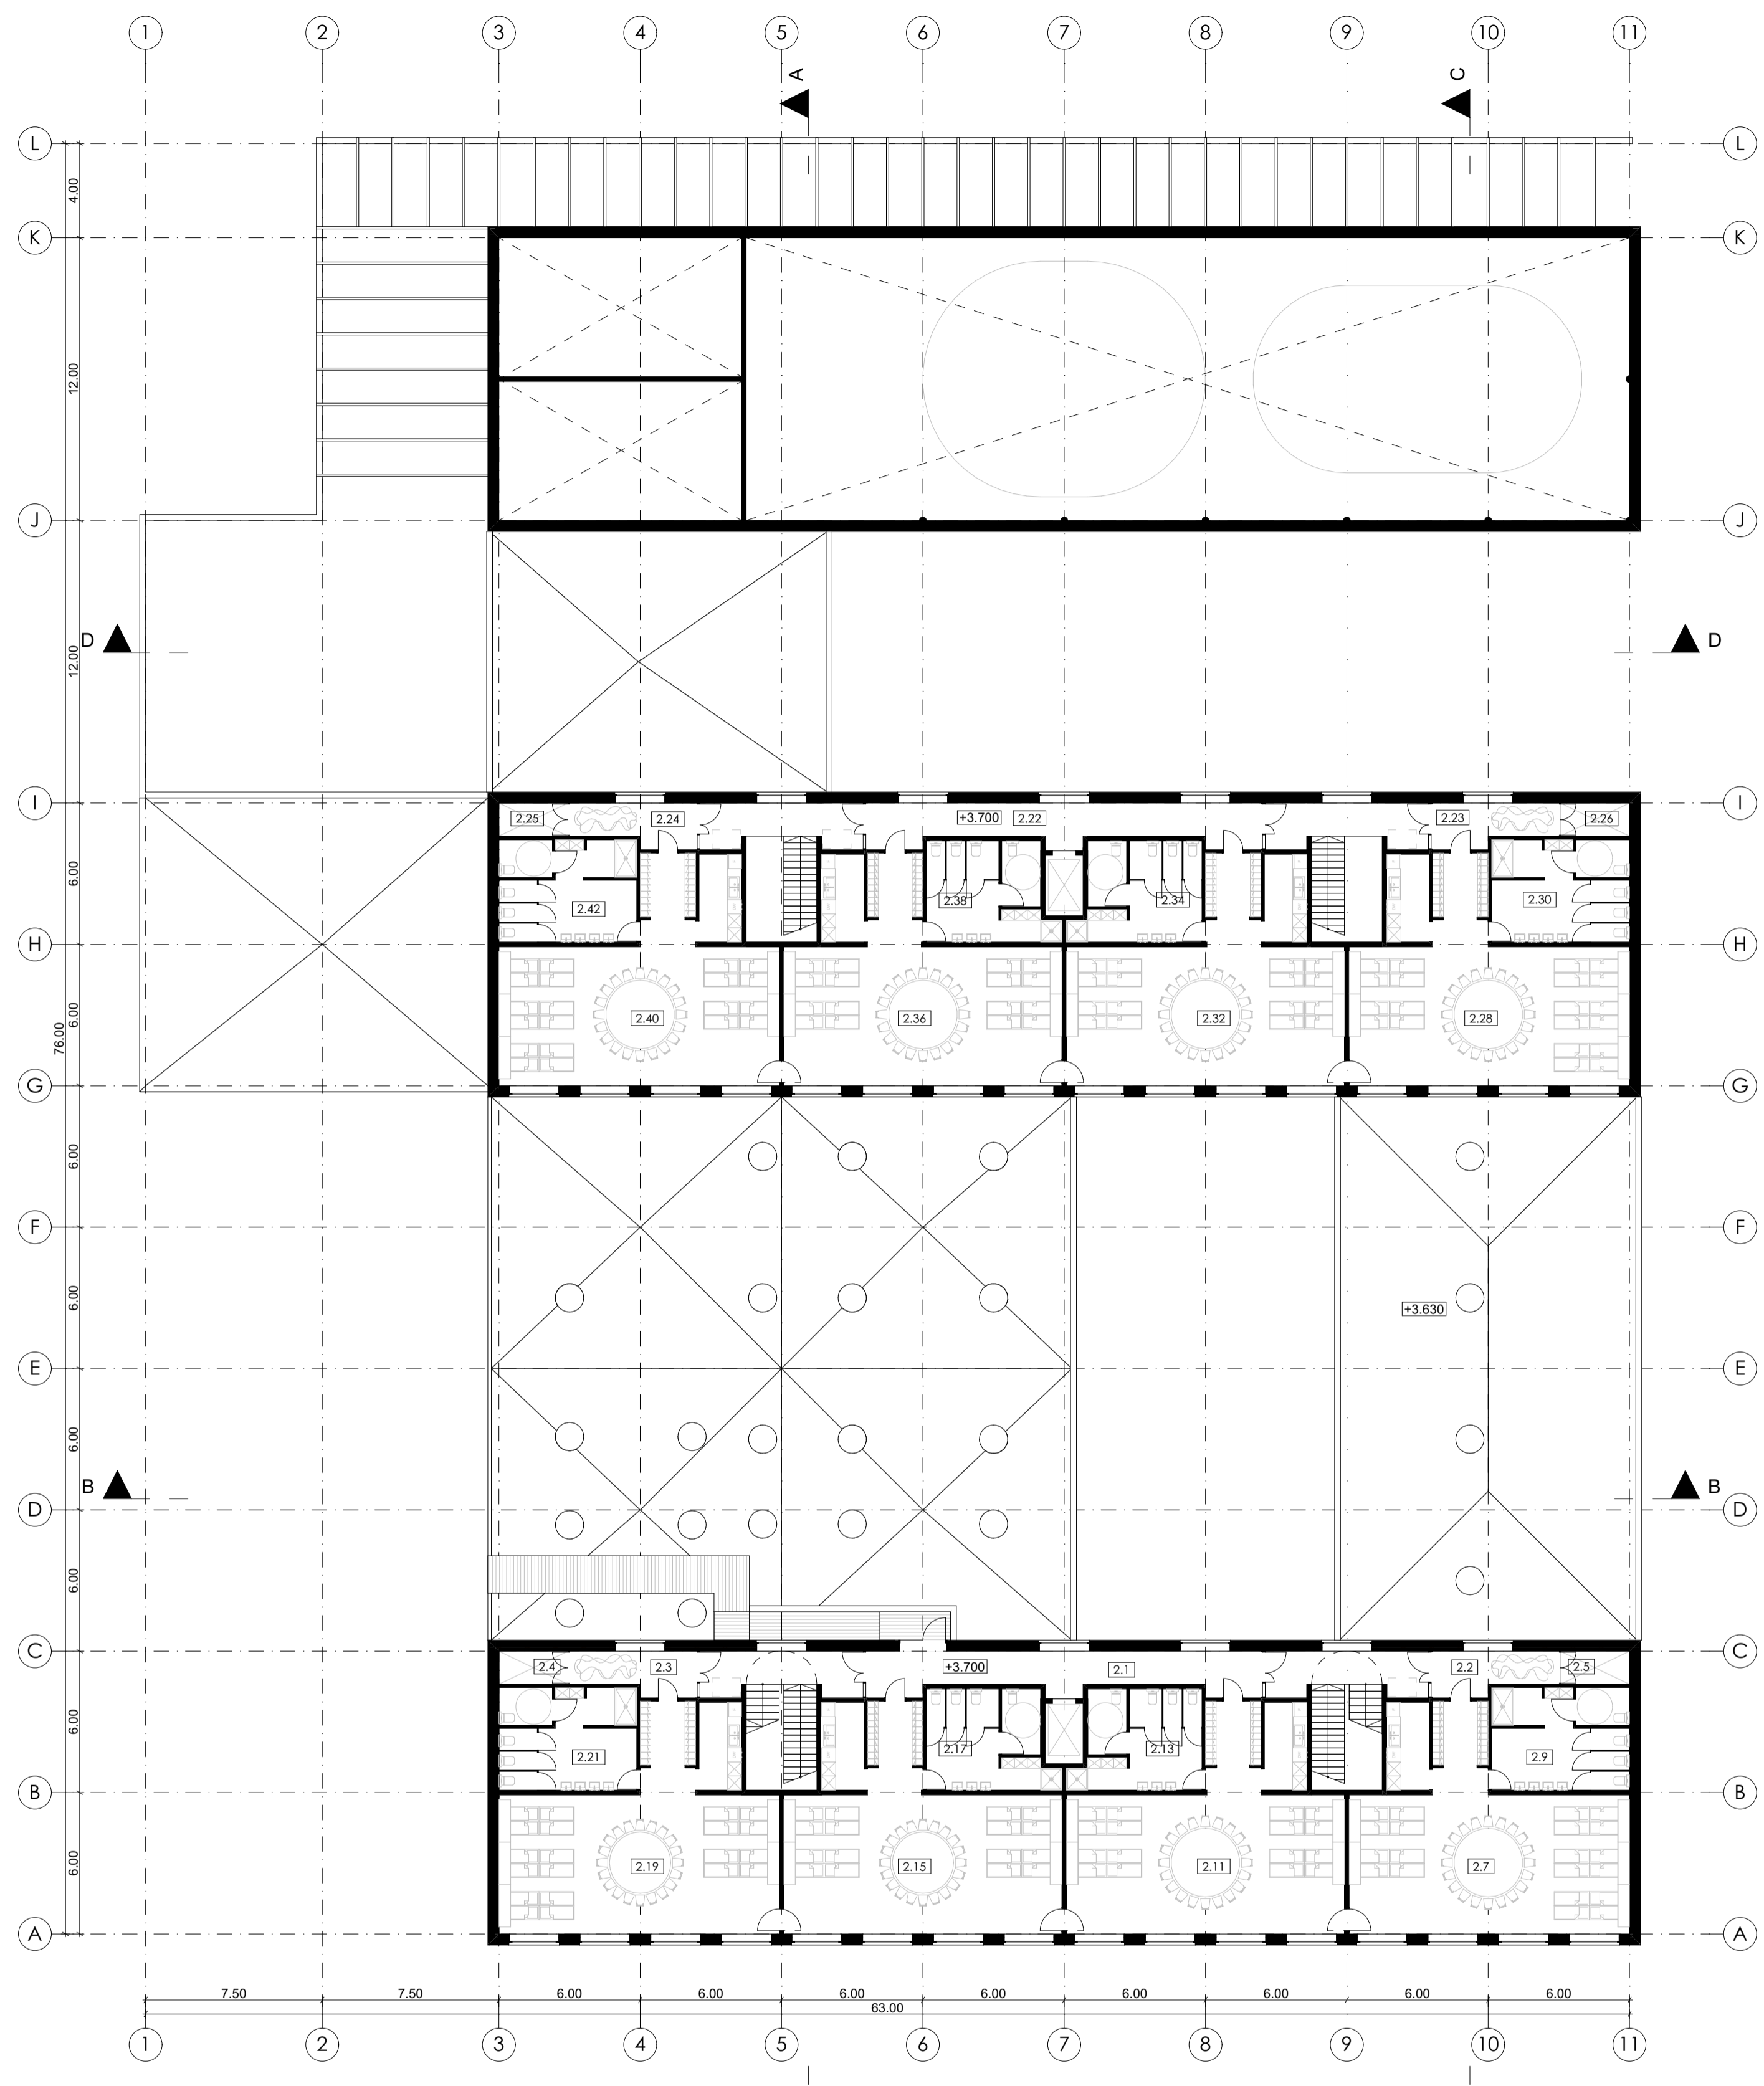 1 2 3 4 5 6 7 8 9 10 11
A C
L L
4.00
K K
12.00
J J
D D
12.00
I I
2.25 2.24 +3.700 2.22 2.23 2.26
6.00
2.42 2.38 2.34 2.30
H H
2.40 2.36 2.32 2.28
6.00
76.00
G G
6.00
F F
6.00
+3.630
E E
6.00
B B
D D
6.00
C C
2.4 2.3 +3.700 2.1 2.2 2.5
6.00
2.21 2.17 2.13 2.9
B B
2.19 2.15 2.11 2.7
6.00
A A
7.50 7.50 6.00 6.00 6.00 6.00 6.00 6.00 6.00 6.00
63.00
1 2 3 4 5 6 7 8 9 10 11